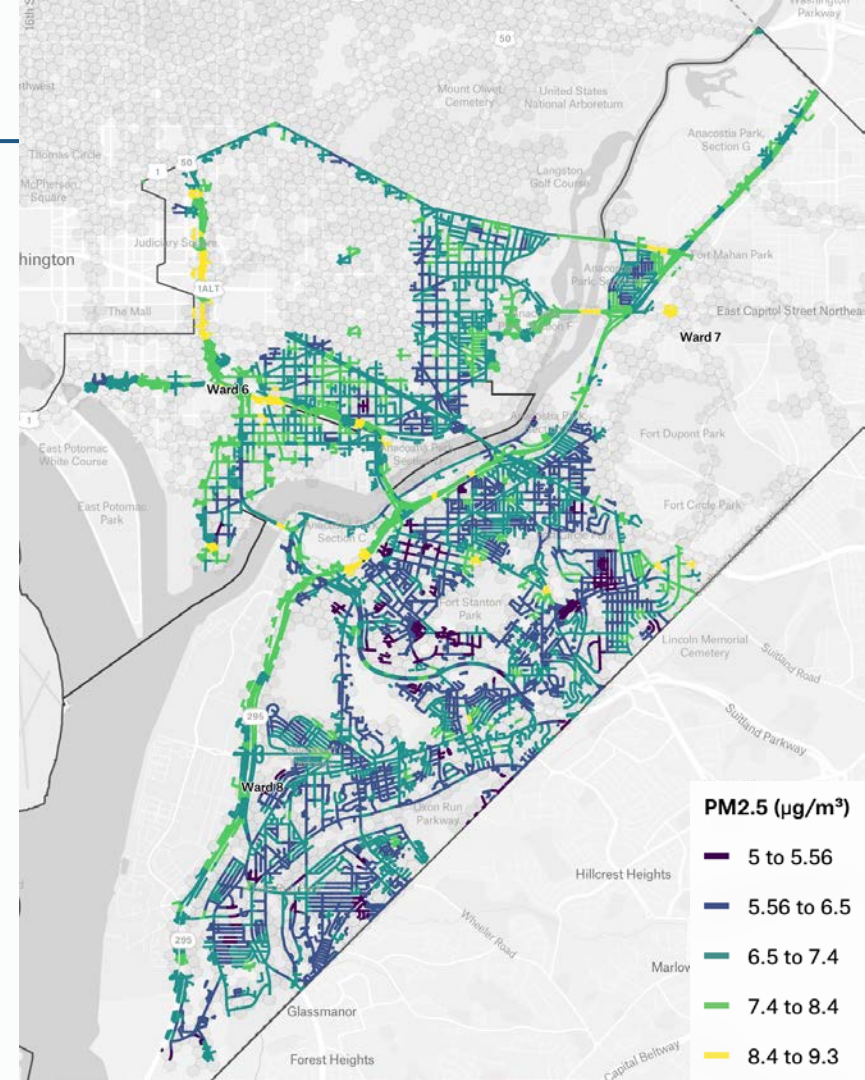 16th S
50
Washington
Parkway
rthwest
Mount Olivet
Cemetery
United States
National Arboretum
Anacostia Park,
Section G
Thomas Circle
50
1
Langston
Golf Course
McPherson
Square
Judiciary Square
hington
Fort Mahan Park
1ALT
The Mall
East Capitol Street Northea
Ward 7
Ward 6
1
East Potomac
White Course
Fort Dupont Park
East Potomac
Park
Fort Circle Park
Section C
Fort Stanton
Park
Lincoln Memorial
Cemetery
Suitland Road
Suitland Parkway
295
Ward 8
Oxon Run
Parkway
PM2.5 (μg/m³)
5 to 5.56
5.56 to 6.5
6.5 to 7.4
7.4 to 8.4
8.4 to 9.3
Hillcrest Heights
Wheeler Road
295
Marlow
Glassmanor
Forest Heights
Capital Beltway